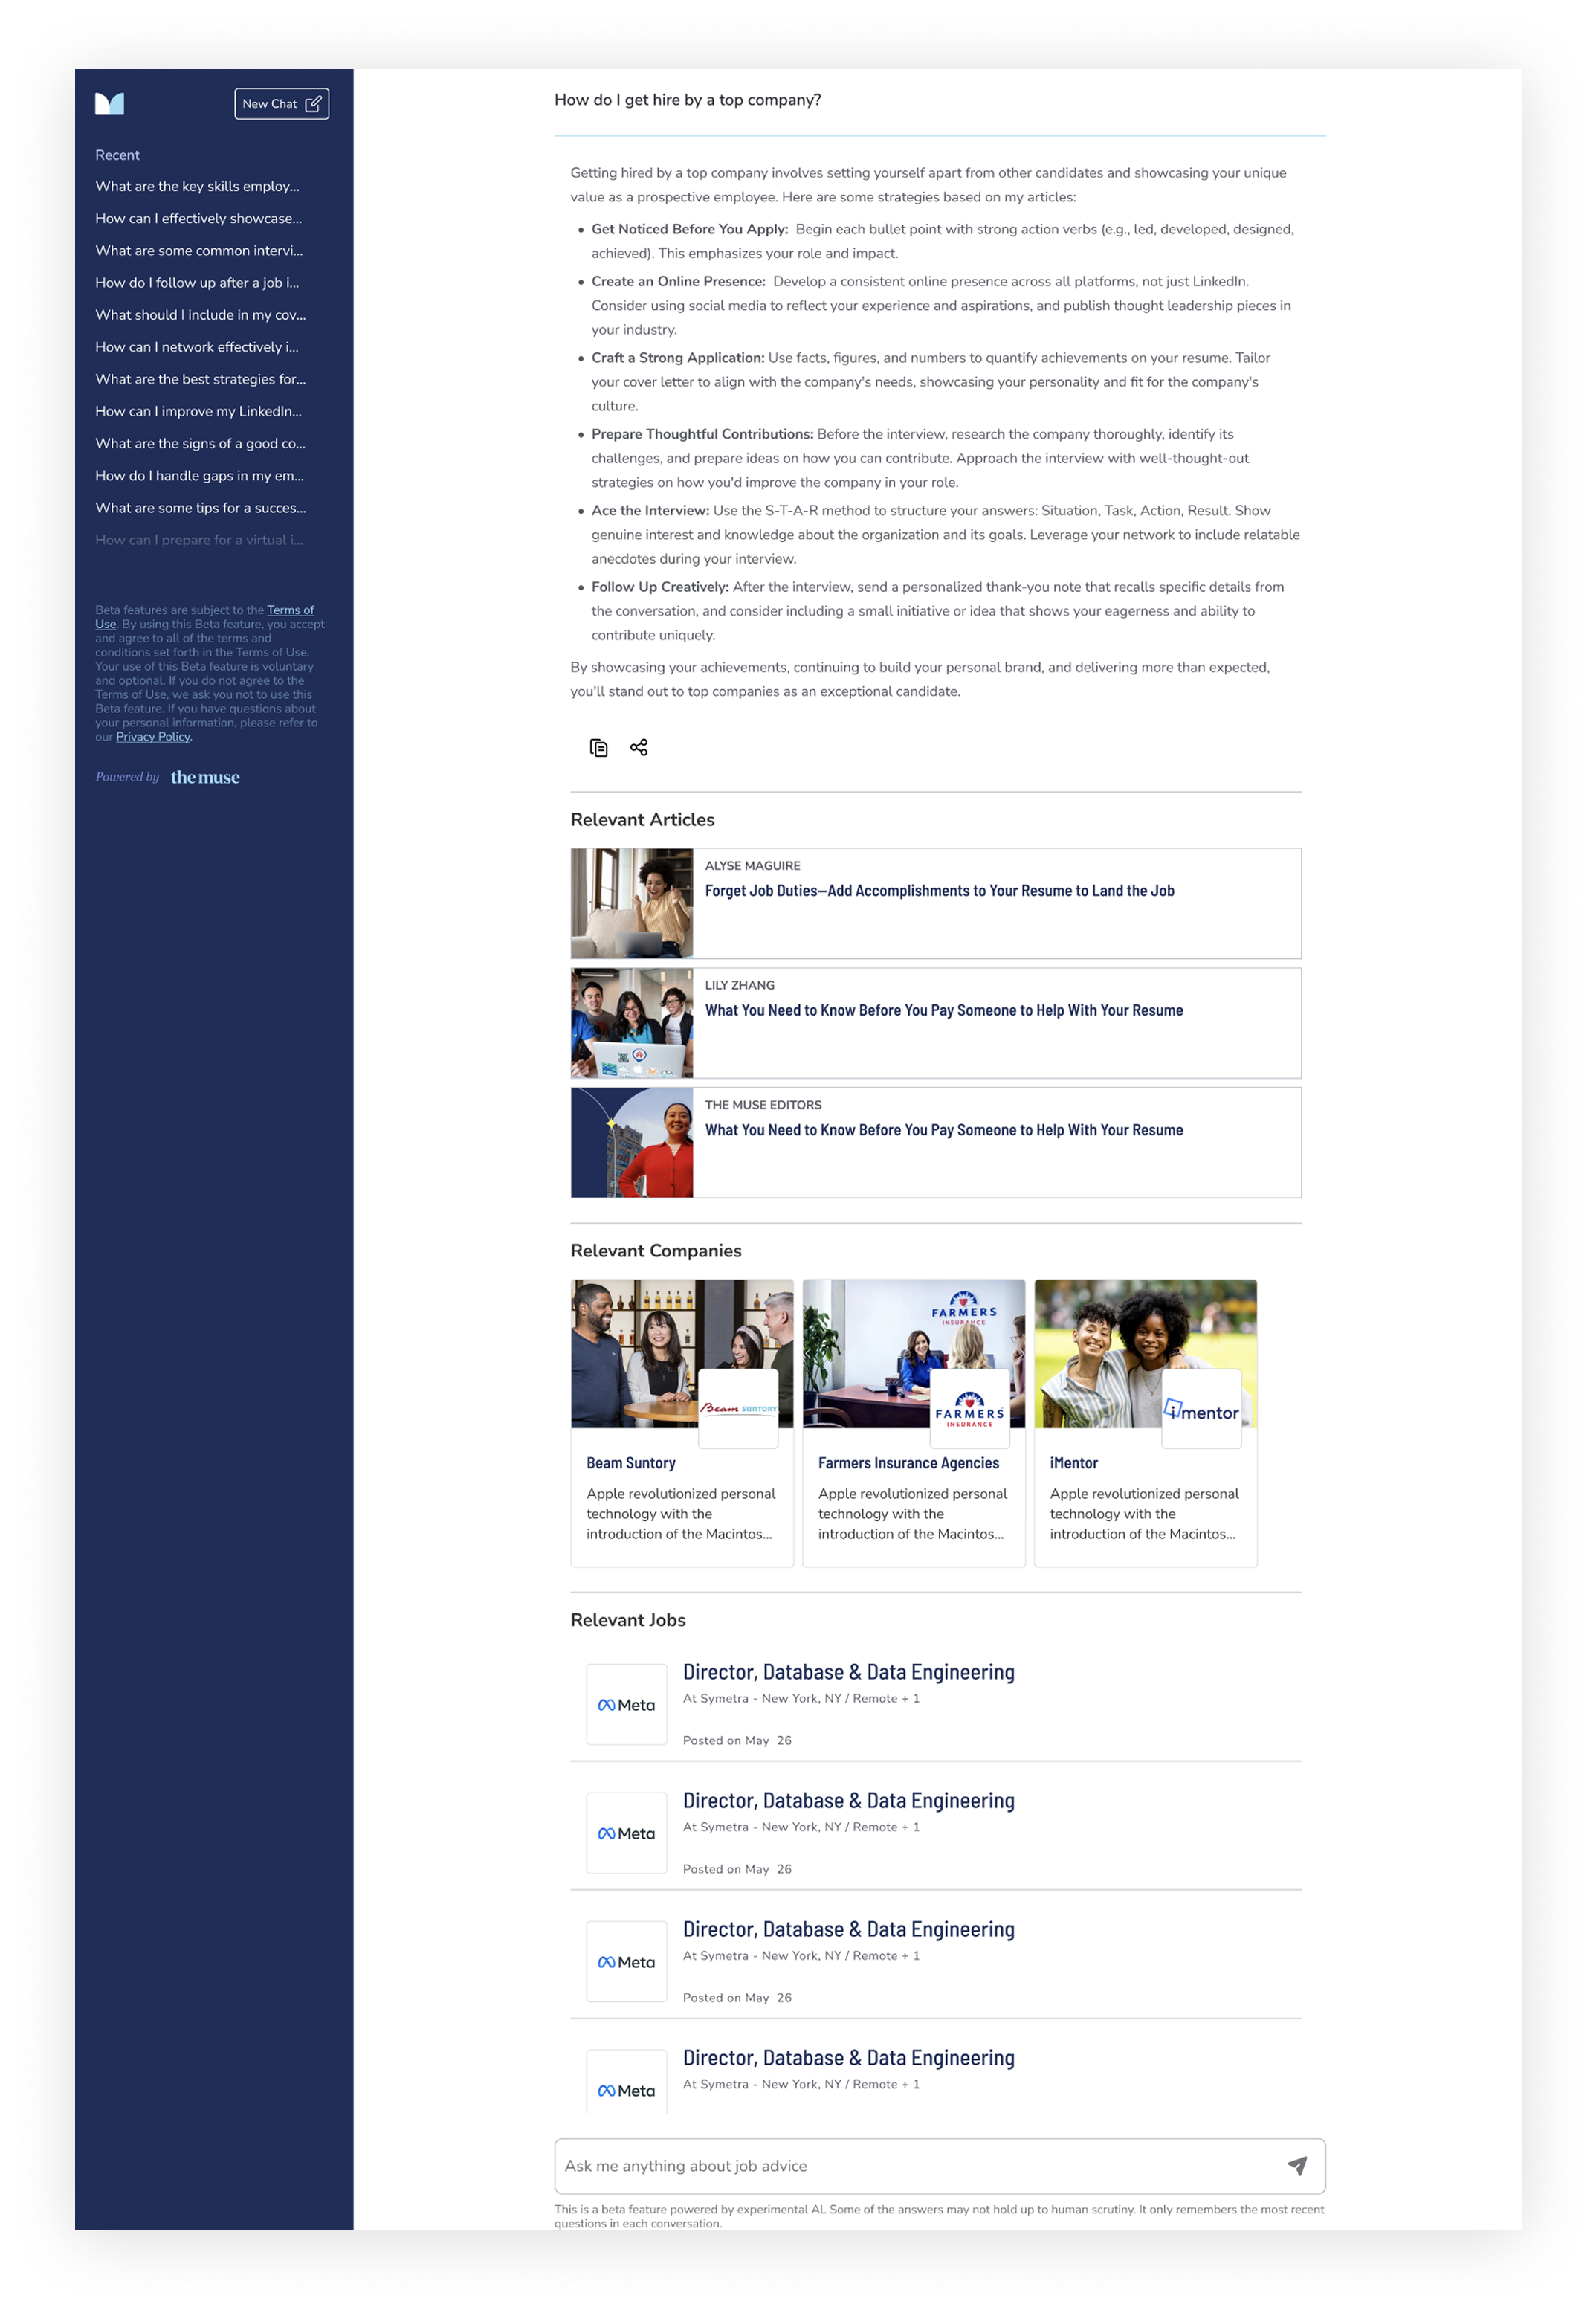 New Chat
Recent
What are the key skills employ...
How can I effectively showcase...
What are some common intervi...
How do I follow up after a job i...
What should I include in my cov...
How can I network effectively i...
What are the best strategies for...
How can I improve my LinkedIn...
What are the signs of a good co...
How do I handle gaps in my em...
What are some tips for a succes...
How can I prepare for a virtual i...
Beta features are subject to the Terms of
Use. By using this Beta feature, you accept
and agree to all of the terms and
conditions set forth in the Terms of Use.
Your use of this Beta feature is voluntary
and optional. If you do not agree to the
Terms of Use, we ask you not to use this
Beta feature. If you have questions about
your personal information, please refer to
our Privacy Policy.
Powered by the muse
How do I get hire by a top company?
Getting hired by a top company involves setting yourself apart from other candidates and showcasing your unique
value as a prospective employee. Here are some strategies based on my articles:
• Get Noticed Before You Apply: Begin each bullet point with strong action verbs (e.g., led, developed, designed,
achieved). This emphasizes your role and impact.
• Create an Online Presence: Develop a consistent online presence across all platforms, not just LinkedIn.
Consider using social media to reflect your experience and aspirations, and publish thought leadership pieces in
your industry.
• Craft a Strong Application: Use facts, figures, and numbers to quantify achievements on your resume. Tailor
your cover letter to align with the company's needs, showcasing your personality and fit for the company's
culture.
• Prepare Thoughtful Contributions: Before the interview, research the company thoroughly, identify its
challenges, and prepare ideas on how you can contribute. Approach the interview with well-thought-out
strategies on how you'd improve the company in your role.
• Ace the Interview: Use the S-T-A-R method to structure your answers: Situation, Task, Action, Result. Show
genuine interest and knowledge about the organization and its goals. Leverage your network to include relatable
anecdotes during your interview.
• Follow Up Creatively: After the interview, send a personalized thank-you note that recalls specific details from
the conversation, and consider including a small initiative or idea that shows your eagerness and ability to
contribute uniquely.
By showcasing your achievements, continuing to build your personal brand, and delivering more than expected,
you'll stand out to top companies as an exceptional candidate.
Relevant Articles
ALYSE MAGUIRE
Forget Job Duties—Add Accomplishments to Your Resume to Land the Job
LILY ZHANG
What You Need to Know Before You Pay Someone to Help With Your Resume
THE MUSE EDITORS
What You Need to Know Before You Pay Someone to Help With Your Resume
Relevant Companies
Beam SUNTORY
Beam Suntory
Apple revolutionized personal
technology with the
introduction of the Macintos...
FARMERS
INSURANCE
FARMERS
INSURANCE
Farmers Insurance Agencies
Apple revolutionized personal
technology with the
introduction of the Macintos...
imentor
iMentor
Apple revolutionized personal
technology with the
introduction of the Macintos...
Relevant Jobs
Meta
Director, Database & Data Engineering
At Symetra - New York, NY / Remote + 1
Posted on May 26
Meta
Director, Database & Data Engineering
At Symetra - New York, NY / Remote + 1
Posted on May 26
Meta
Director, Database & Data Engineering
At Symetra - New York, NY / Remote + 1
Posted on May 26
Meta
Director, Database & Data Engineering
At Symetra - New York, NY / Remote + 1
Ask me anything about job advice
This is a beta feature powered by experimental AI. Some of the answers may not hold up to human scrutiny. It only remembers the most recent
questions in each conversation.